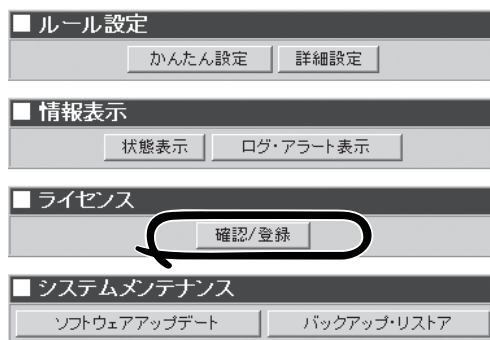 ■ ルール設定
かんたん設定 詳細設定
■ 情報表示
状態表示 ログ・アラート表示
■ ライセンス
確認/登録
■ システムメンテナンス
ソフトウェアアップデート バックアップ・リストア